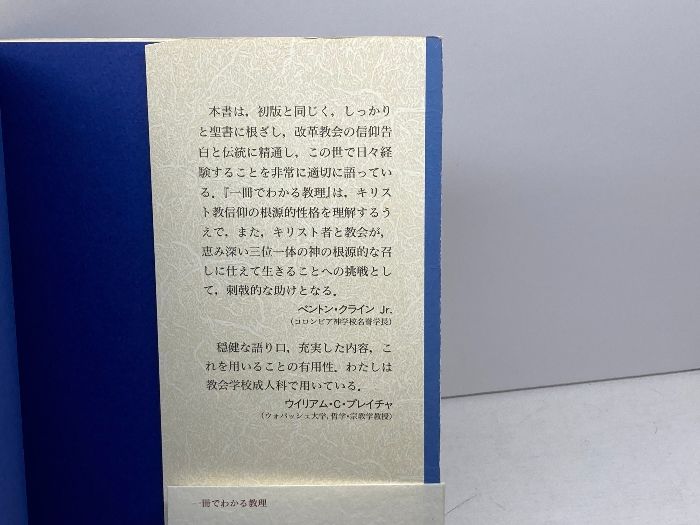 本書は，初版と同じく，しっかり
と聖書に根ざし，改革教会の信仰告
白と伝統に精通し，この世で日々経
験することを非常に適切に語ってい
る．『一冊でわかる教理』は，キリス
ト教信仰の根源的性格を理解するう
えで，また，キリスト者と教会が，
恵み深い三位一体の神の根源的な召
しに仕えて生きることへの挑戦とし
て，刺戟的な助けとなる．
ベントン・クライン Jr.
（コロンビア神学校名誉学長）
穏健な語り口，充実した内容，こ
れを用いることの有用性．わたしは
教会学校成人科で用いている．
ウイリアム・C・プレイチャ
（ウォバッシュ大学，哲学・宗教学教授）
一冊でわかる教理